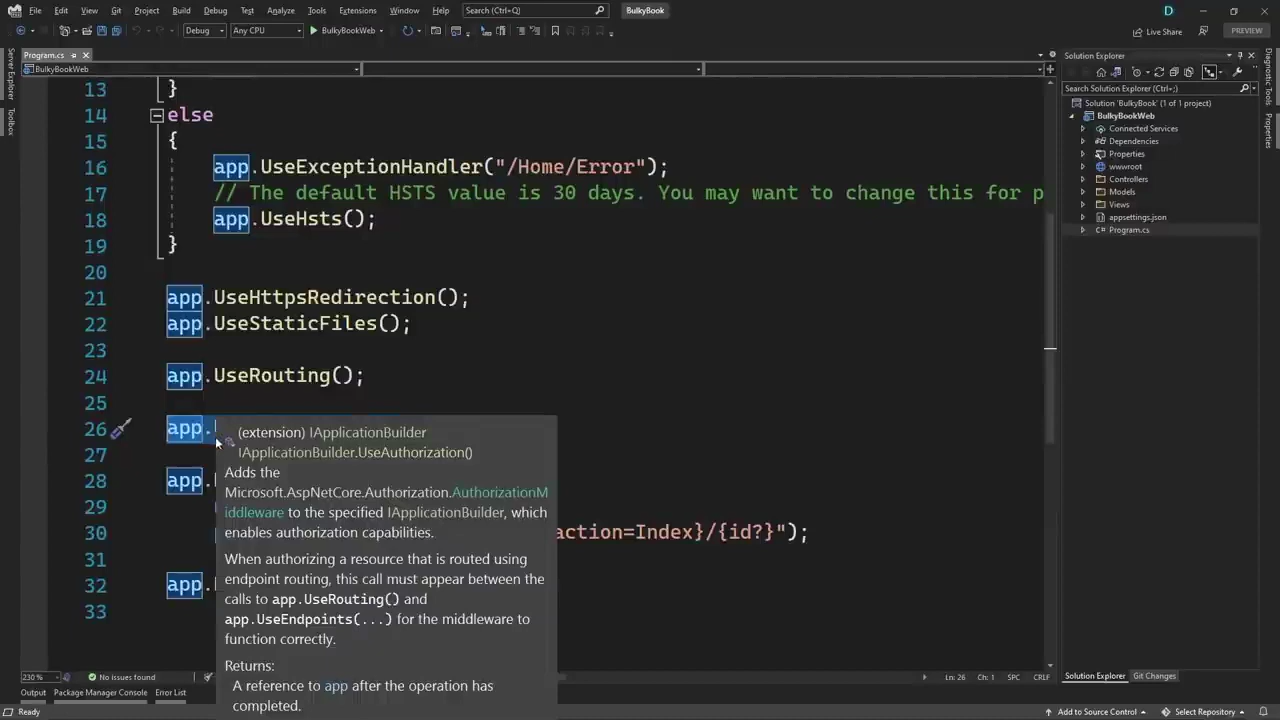 File Edit View Git Project Build Debug Test Analyze Tools Extensions Window Help Search (Ctrl+Q) BulkyBook D
Debug Any CPU BulkyBookWeb Live Share PREVIEW
Program.cs
BulkyBookWeb
Server Explorer
Toolbox
13 }
14 else
15 {
16 app.UseExceptionHandler("/Home/Error");
17 // The default HSTS value is 30 days. You may want to change this for p
18 app.UseHsts();
19 }
20
21 app.UseHttpsRedirection();
22 app.UseStaticFiles();
23
24 app.UseRouting();
25
26 app.
27
28 app.
29
30 action=Index}/{id?}");
31
32 app.
33
(extension) IApplicationBuilder
IApplicationBuilder.UseAuthorization()
Adds the
Microsoft.AspNetCore.Authorization.AuthorizationM
iddleware to the specified IApplicationBuilder, which
enables authorization capabilities.
When authorizing a resource that is routed using
endpoint routing, this call must appear between the
calls to app.UseRouting() and
app.UseEndpoints(...) for the middleware to
function correctly.
Returns:
A reference to app after the operation has
completed.
Solution Explorer
Search Solution Explorer (Ctrl+;)
Solution 'BulkyBook' (1 of 1 project)
BulkyBookWeb
Connected Services
Dependencies
Properties
wwwroot
Controllers
Models
Views
appsettings.json
Program.cs
Diagnostic Tools
Properties
230 % No issues found Ln: 26 Ch: 1 SPC CRLF
Solution Explorer Git Changes
Output Package Manager Console Error List
Ready Add to Source Control Select Repository